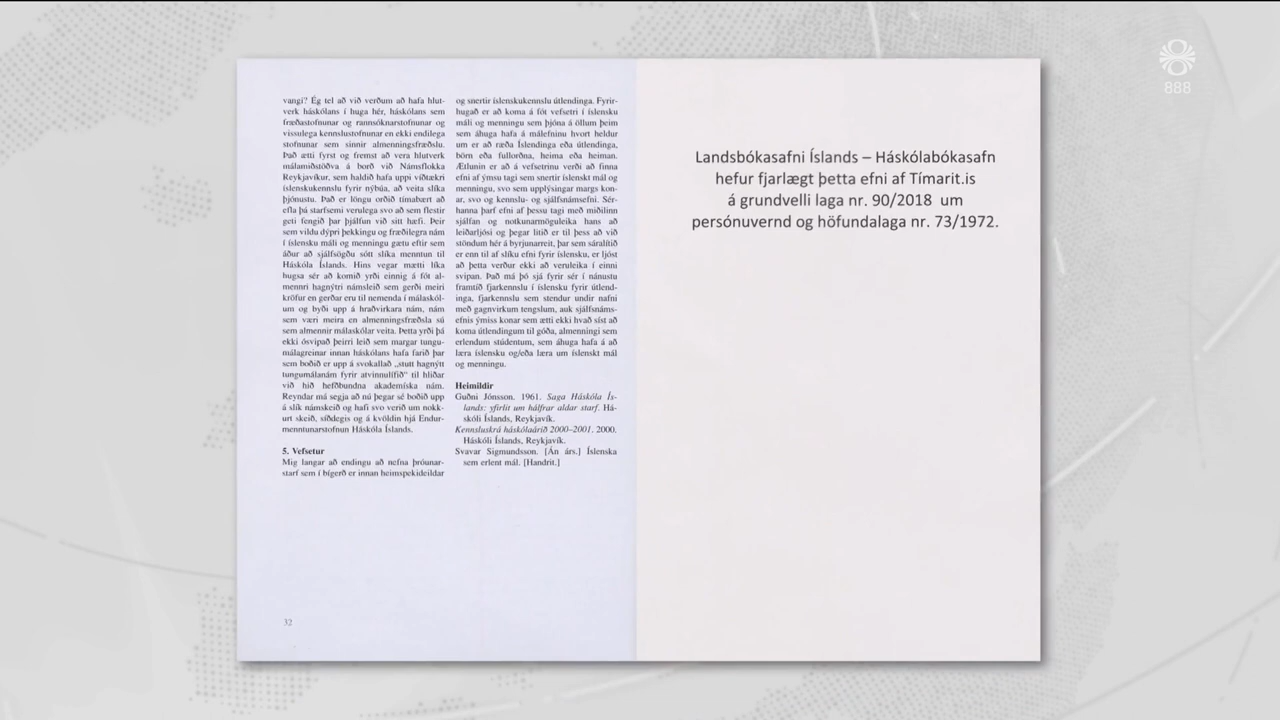 888
vangi? Ég tel að við verðum að hafa hlut-
verk háskólans í huga hér, háskólans sem
fræðastofnunar og rannsóknarstofnunar og
vissulega kennslustofnunar en ekki endilega
stofnunar sem sinnir almenningsfræðslu.
Það ætti fyrst og fremst að vera hlutverk
málamiðstöðva á borð við Námsflokka
Reykjavíkur, sem haldið hafa uppi víðtækri
íslenskukennslu fyrir nýbúa, að veita slíka
þjónustu. Það er löngu orðið tímabært að
efla þá starfsemi verulega svo að sem flestir
geti fengið þar þjálfun við sitt hæfi. Þeir
sem vildu dýpri þekkingu og fræðilegra nám
í íslensku máli og menningu gætu eftir sem
áður að sjálfsögðu sótt slíka menntun til
Háskóla Íslands. Hins vegar mætti líka
hugsa sér að komið yrði einnig á fót al-
mennri hagnýtri námsleið sem gerði meiri
kröfur en gerðar eru til nemenda í málaskól-
um og byði upp á hraðvirkara nám, nám
sem væri meira en almenningsfræðsla sú
sem almennir málaskólar veita. Þetta yrði þá
ekki ósvipað þeirri leið sem margar tungu-
málagreinar innan háskólans hafa farið þar
sem boðið er upp á svokallað „stutt hagnýtt
tungumálanám fyrir atvinnulífið“ til hliðar
við hið hefðbundna akademíska nám.
Reyndar má segja að nú þegar sé boðið upp
á slík námskeið og hafi svo verið um nokk-
urt skeið, síðdegis og á kvöldin hjá Endur-
menntunarstofnun Háskóla Íslands.
5. Vefsetur
Mig langar að endingu að nefna þróunar-
starf sem í bígerð er innan heimspekideildar
og snertir íslenskukennslu útlendinga. Fyrir-
hugað er að koma á fót vefsetri í íslensku
máli og menningu sem þjóna á öllum þeim
sem áhuga hafa á málefninu hvort heldur
um er að ræða Íslendinga eða útlendinga,
börn eða fullorðna, heima eða heiman.
Ætlunin er að á vefsetrinu verði að finna
efni af ýmsu tagi sem snertir íslenskt mál og
menningu, svo sem upplýsingar margs kon-
ar, svo og kennslu- og sjálfsnámsefni. Sér-
hanna þarf efni af þessu tagi með miðilinn
sjálfan og notkunarmöguleika hans að
leiðarljósi og þegar litið er til þess að við
stöndum hér á byrjunarreit, þar sem sáralítið
er enn til af slíku efni fyrir íslensku, er ljóst
að þetta verður ekki að veruleika í einni
svipan. Það má þó sjá fyrir sér í nánustu
framtíð fjarkennslu í íslensku fyrir útlend-
inga, fjarkennslu sem stendur undir nafni
með gagnvirkum tengslum, auk sjálfsnáms-
efnis ýmiss konar sem ætti ekki hvað síst að
koma útlendingum til góða, almenningi sem
erlendum stúdentum, sem áhuga hafa á að
læra íslensku og/eða læra um íslenskt mál
og menningu.
Heimildir
Guðni Jónsson. 1961. Saga Háskóla Ís-
lands: yfirlit um hálfrar aldar starf. Há-
skóli Íslands, Reykjavík.
Kennsluskrá háskólaárið 2000–2001. 2000.
Háskóli Íslands, Reykjavík.
Svavar Sigmundsson. [Án árs.] Íslenska
sem erlent mál. [Handrit.]
32
Landsbókasafni Íslands – Háskólabókasafn
hefur fjarlægt þetta efni af Tímarit.is
á grundvelli laga nr. 90/2018 um
persónuvernd og höfundalaga nr. 73/1972.